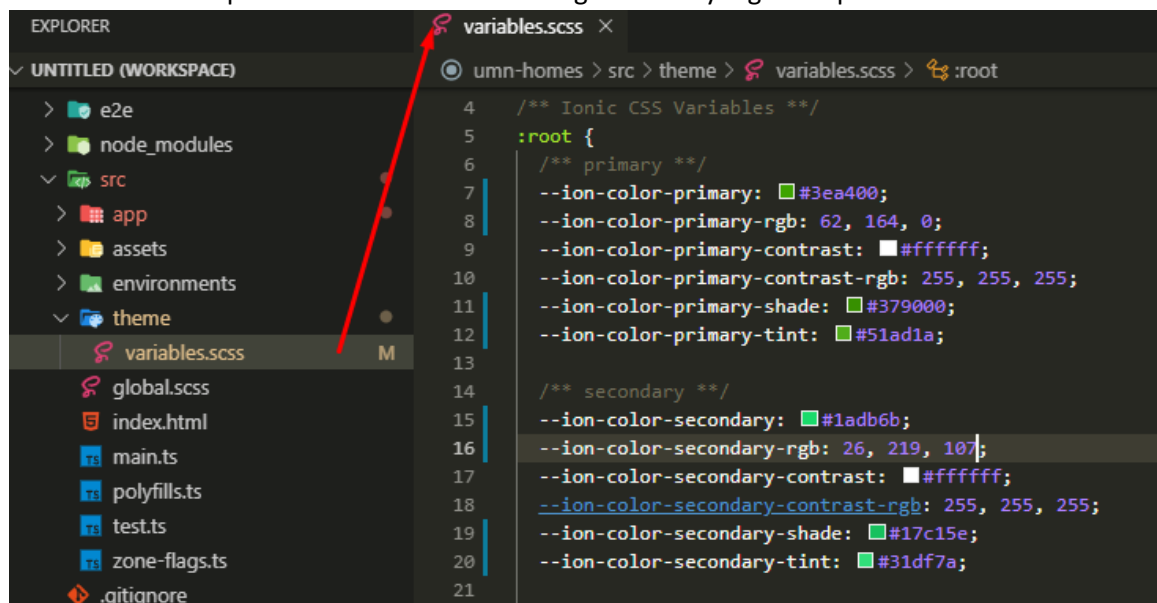 EXPLORER
UNTITLED (WORKSPACE)
e2e
node_modules
src
app
assets
environments
theme
variables.scss M
global.scss
index.html
TS main.ts
TS polyfills.ts
TS test.ts
TS zone-flags.ts
.gitignore
variables.scss ×
umn-homes > src > theme > variables.scss > :root
4 /** Ionic CSS Variables **/
5 :root {
6 /** primary **/
7 --ion-color-primary: #3ea400;
8 --ion-color-primary-rgb: 62, 164, 0;
9 --ion-color-primary-contrast: #ffffff;
10 --ion-color-primary-contrast-rgb: 255, 255, 255;
11 --ion-color-primary-shade: #379000;
12 --ion-color-primary-tint: #51ad1a;
13
14 /** secondary **/
15 --ion-color-secondary: #1adb6b;
16 --ion-color-secondary-rgb: 26, 219, 107;
17 --ion-color-secondary-contrast: #ffffff;
18 --ion-color-secondary-contrast-rgb: 255, 255, 255;
19 --ion-color-secondary-shade: #17c15e;
20 --ion-color-secondary-tint: #31df7a;
21